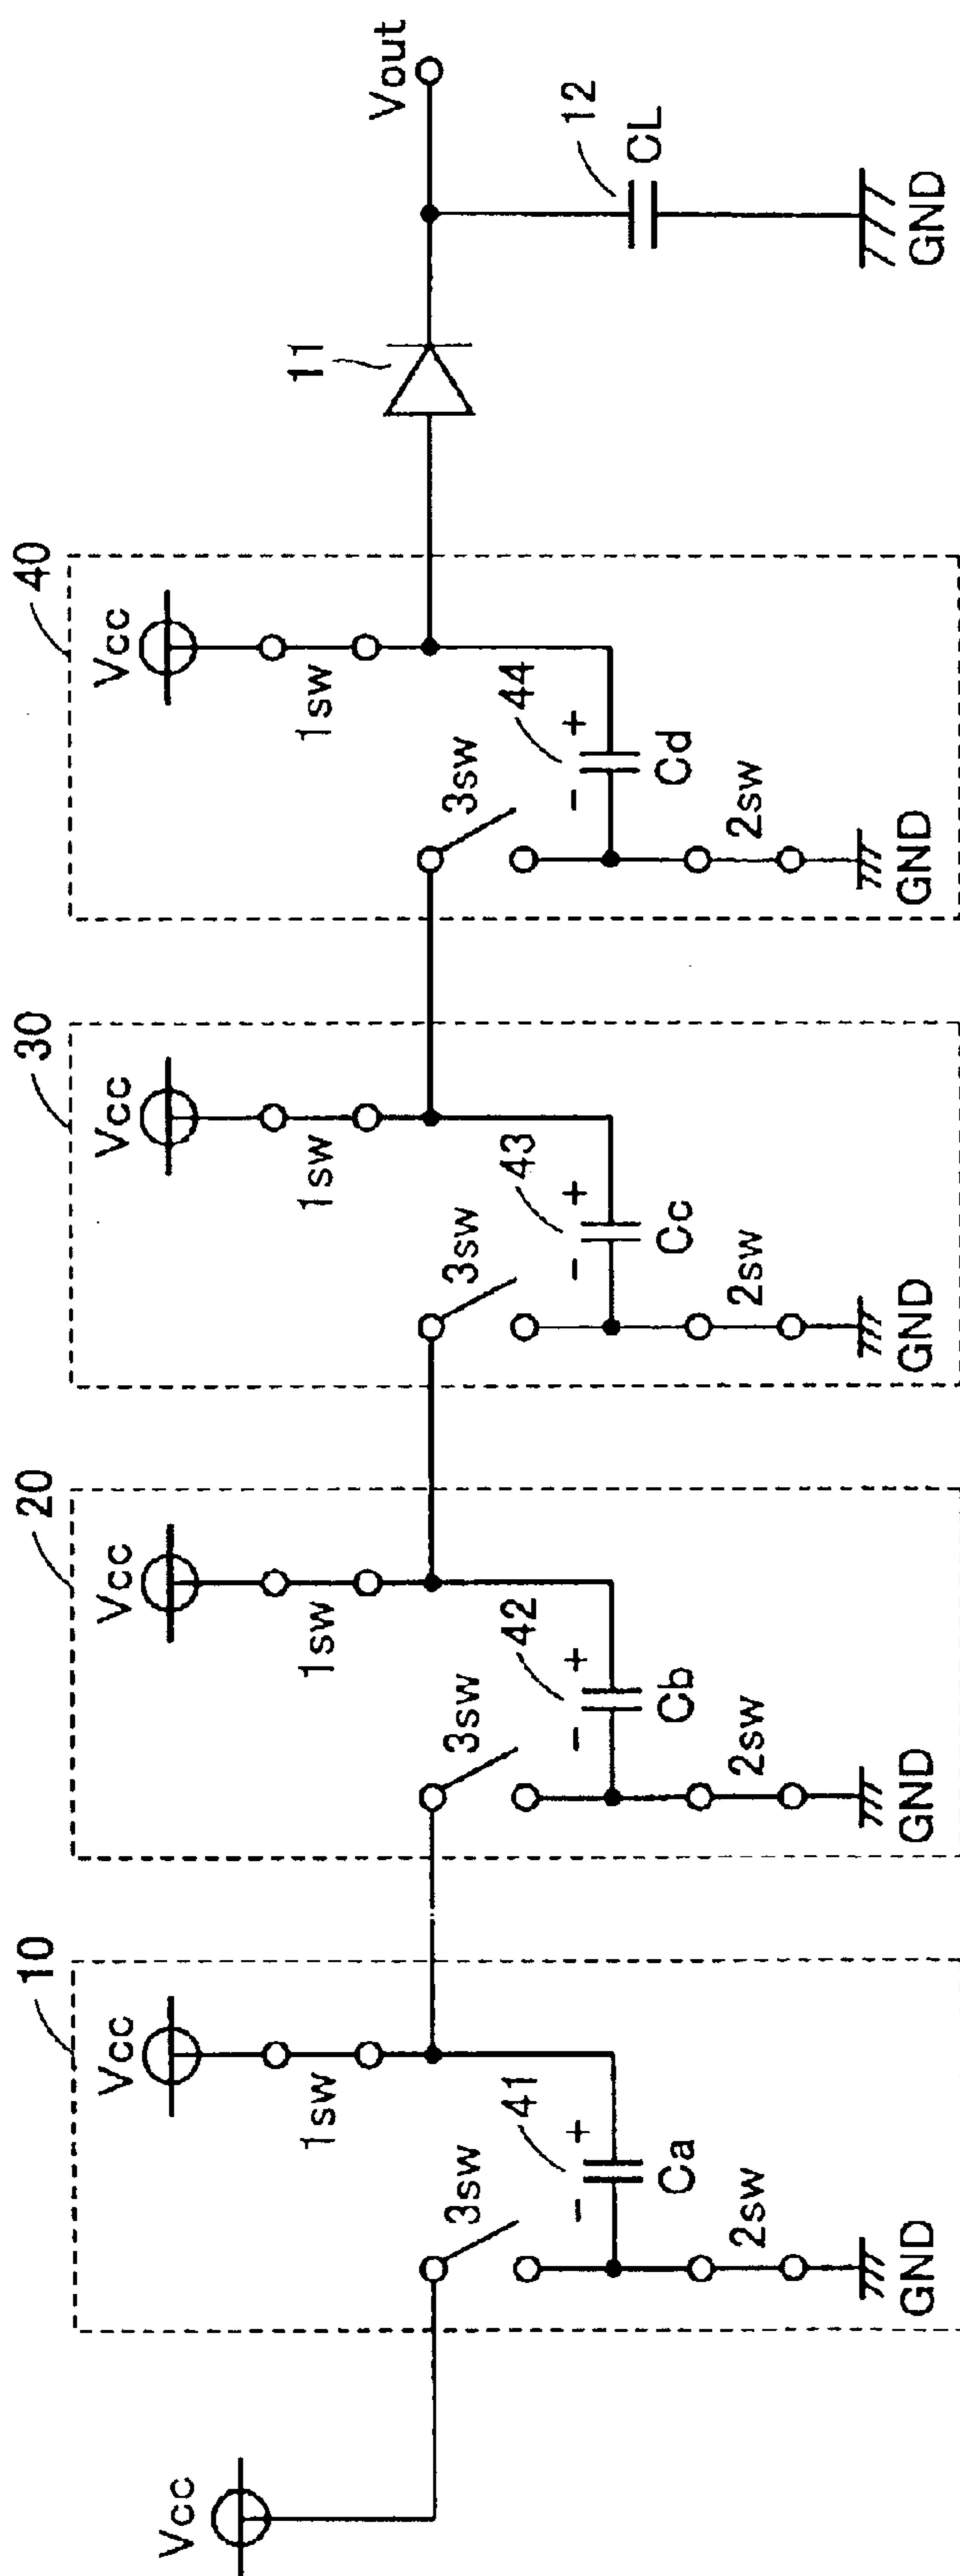 Vcc
10
Vcc
1sw
3sw
41
- +
Ca
2sw
GND
20
Vcc
1sw
3sw
42
- +
Cb
2sw
GND
30
Vcc
1sw
3sw
43
- +
Cc
2sw
GND
40
Vcc
1sw
3sw
44
- +
Cd
2sw
GND
11
Vout
12
CL
GND